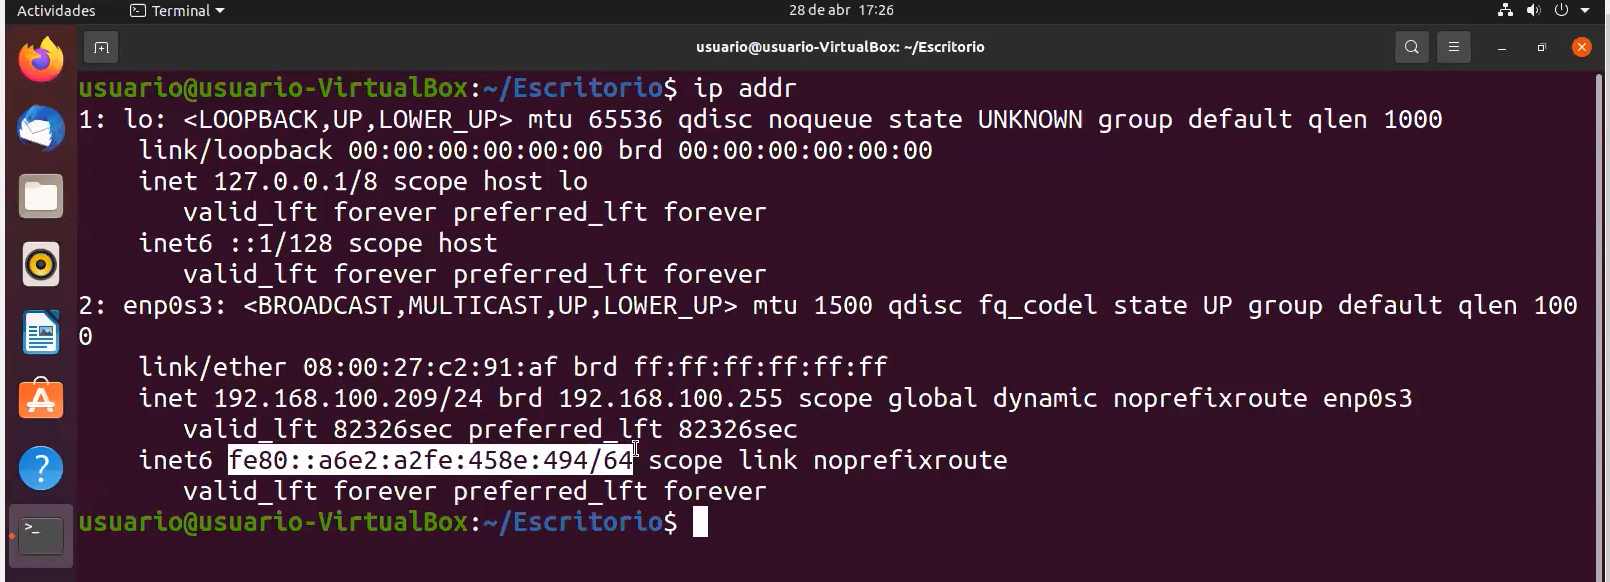 Actividades
Terminal
28 de abr 17:26
usuario@usuario-VirtualBox: ~/Escritorio
usuario@usuario-VirtualBox:~/Escritorio$ ip addr
1: lo: <LOOPBACK,UP,LOWER_UP> mtu 65536 qdisc noqueue state UNKNOWN group default qlen 1000
link/loopback 00:00:00:00:00:00 brd 00:00:00:00:00:00
inet 127.0.0.1/8 scope host lo
valid_lft forever preferred_lft forever
inet6 ::1/128 scope host
valid_lft forever preferred_lft forever
2: enp0s3: <BROADCAST,MULTICAST,UP,LOWER_UP> mtu 1500 qdisc fq_codel state UP group default qlen 100
0
link/ether 08:00:27:c2:91:af brd ff:ff:ff:ff:ff:ff
inet 192.168.100.209/24 brd 192.168.100.255 scope global dynamic noprefixroute enp0s3
valid_lft 82326sec preferred_lft 82326sec
inet6 fe80::a6e2:a2fe:458e:494/64 scope link noprefixroute
valid_lft forever preferred_lft forever
usuario@usuario-VirtualBox:~/Escritorio$